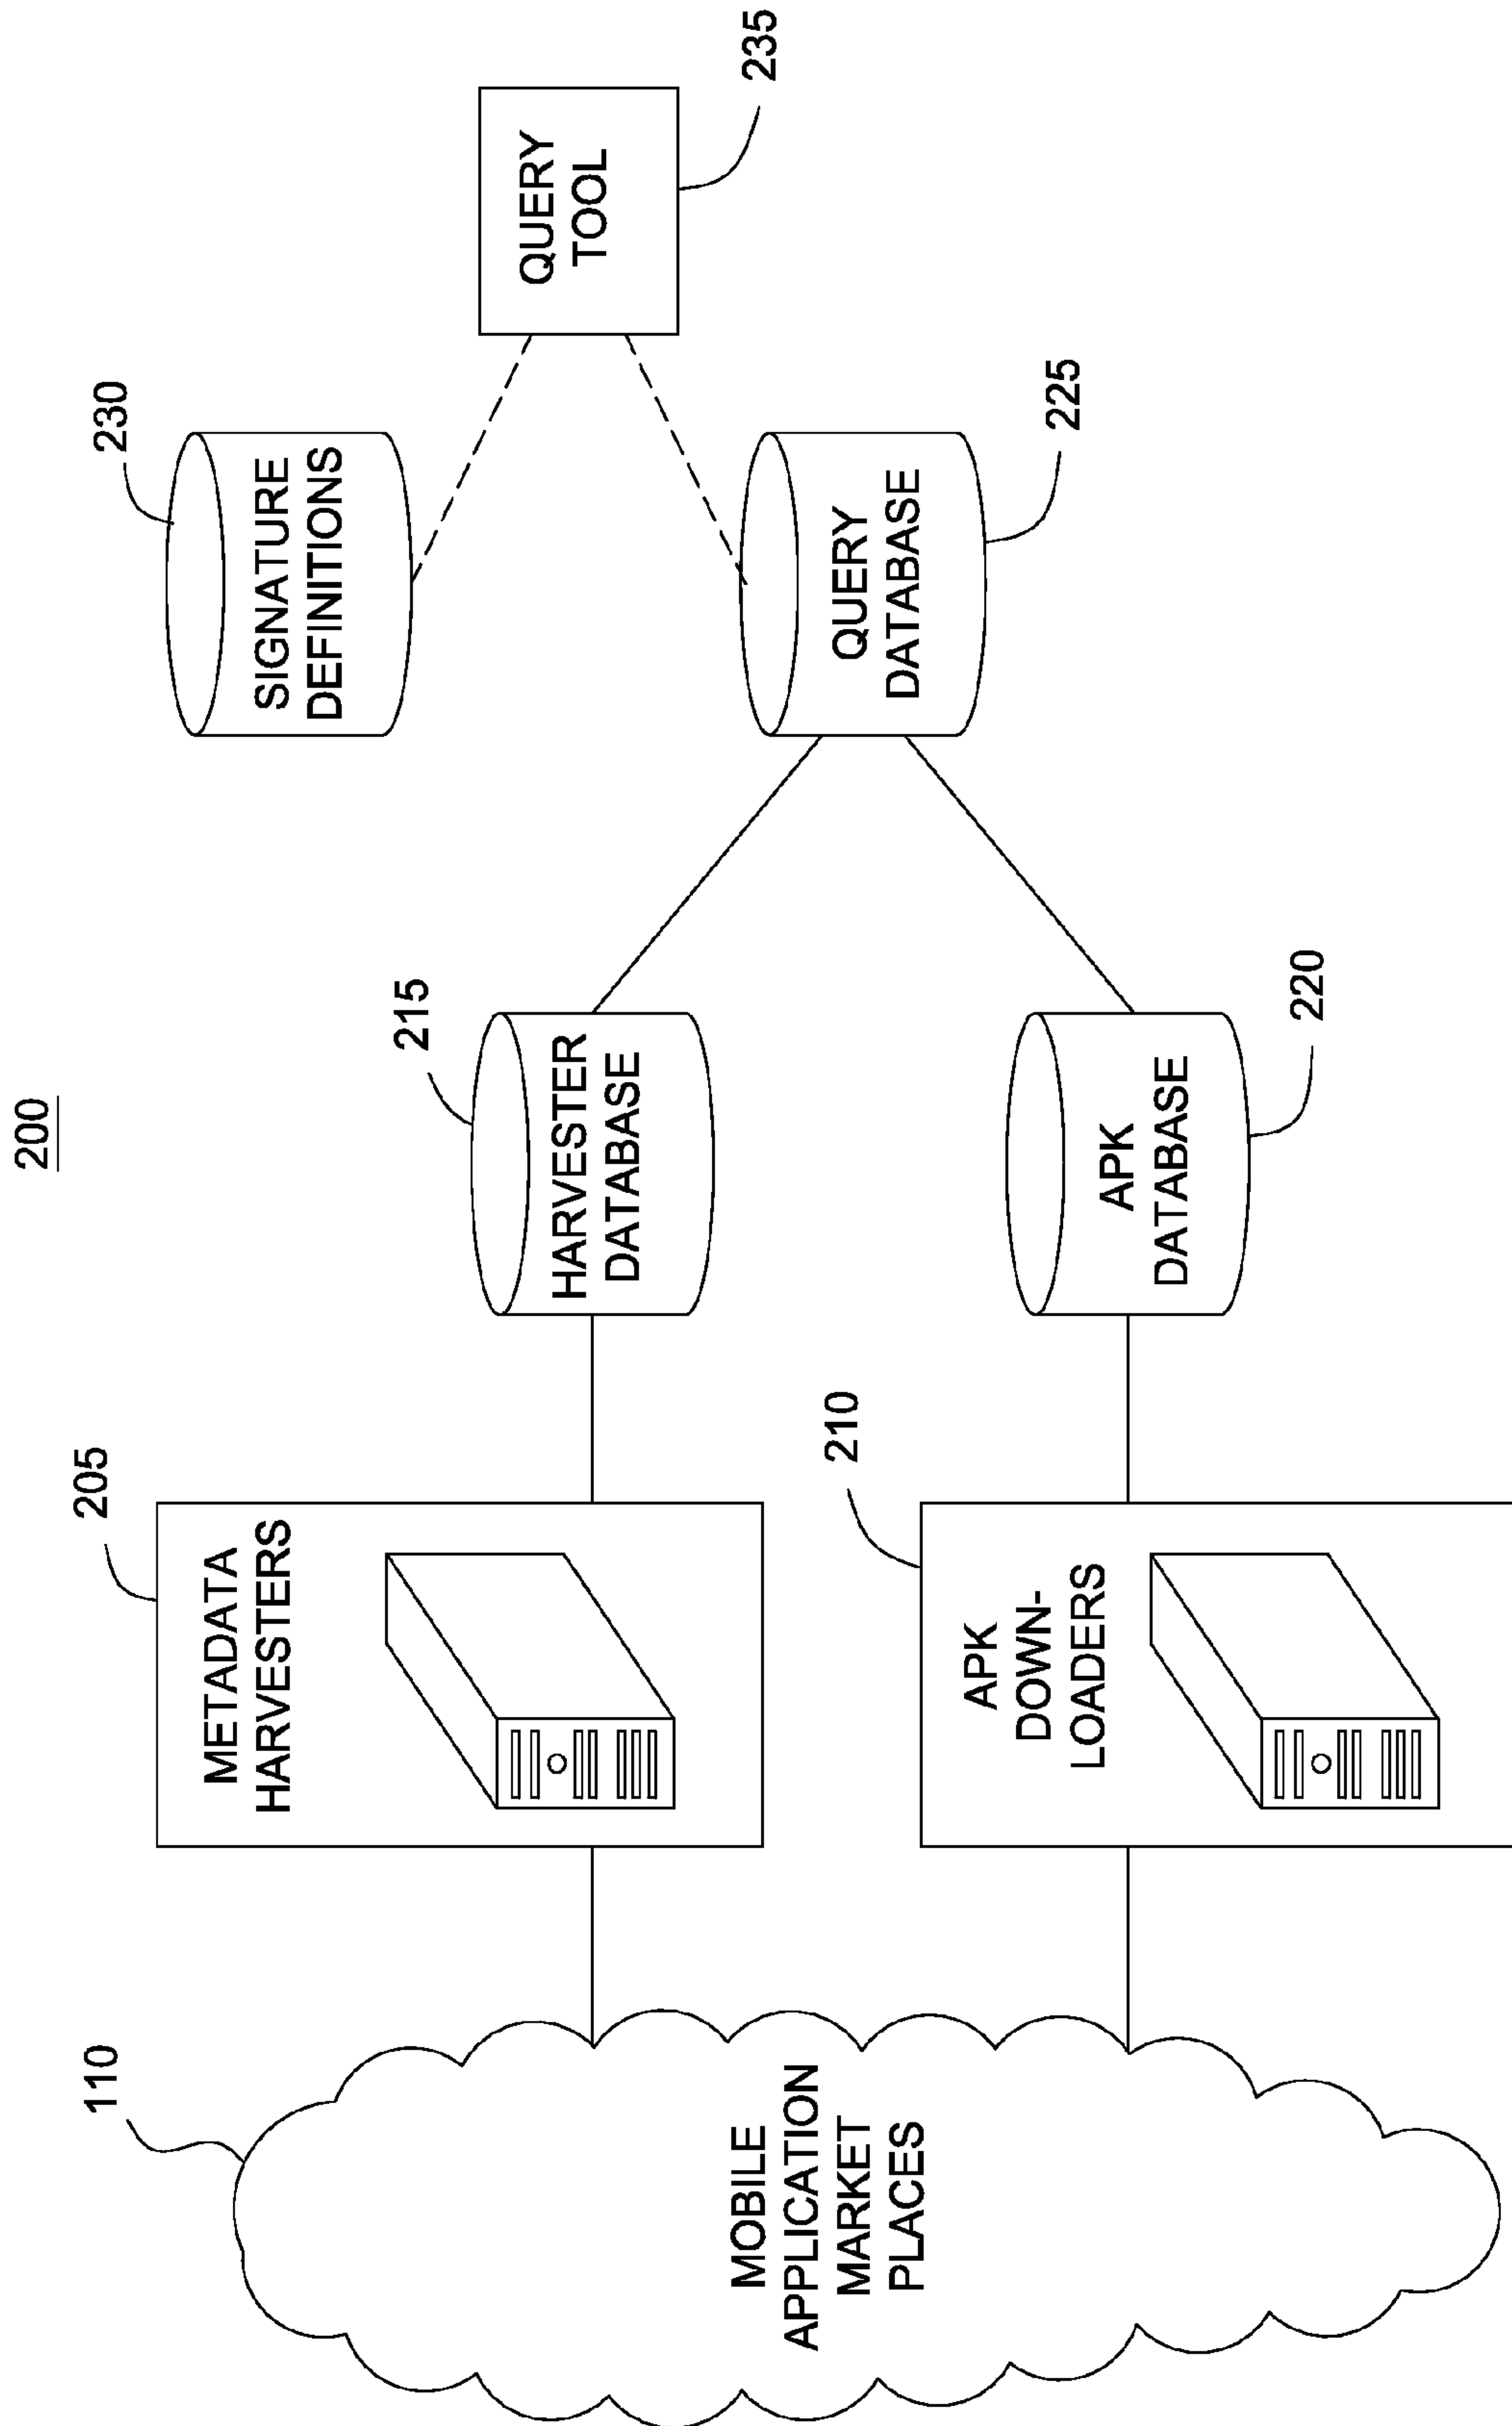 200
110
MOBILE
APPLICATION
MARKET
PLACES
205
METADATA
HARVESTERS
210
APK
DOWN-
LOADERS
215
HARVESTER
DATABASE
APK
DATABASE
220
230
SIGNATURE
DEFINITIONS
QUERY
DATABASE
225
QUERY
TOOL
235